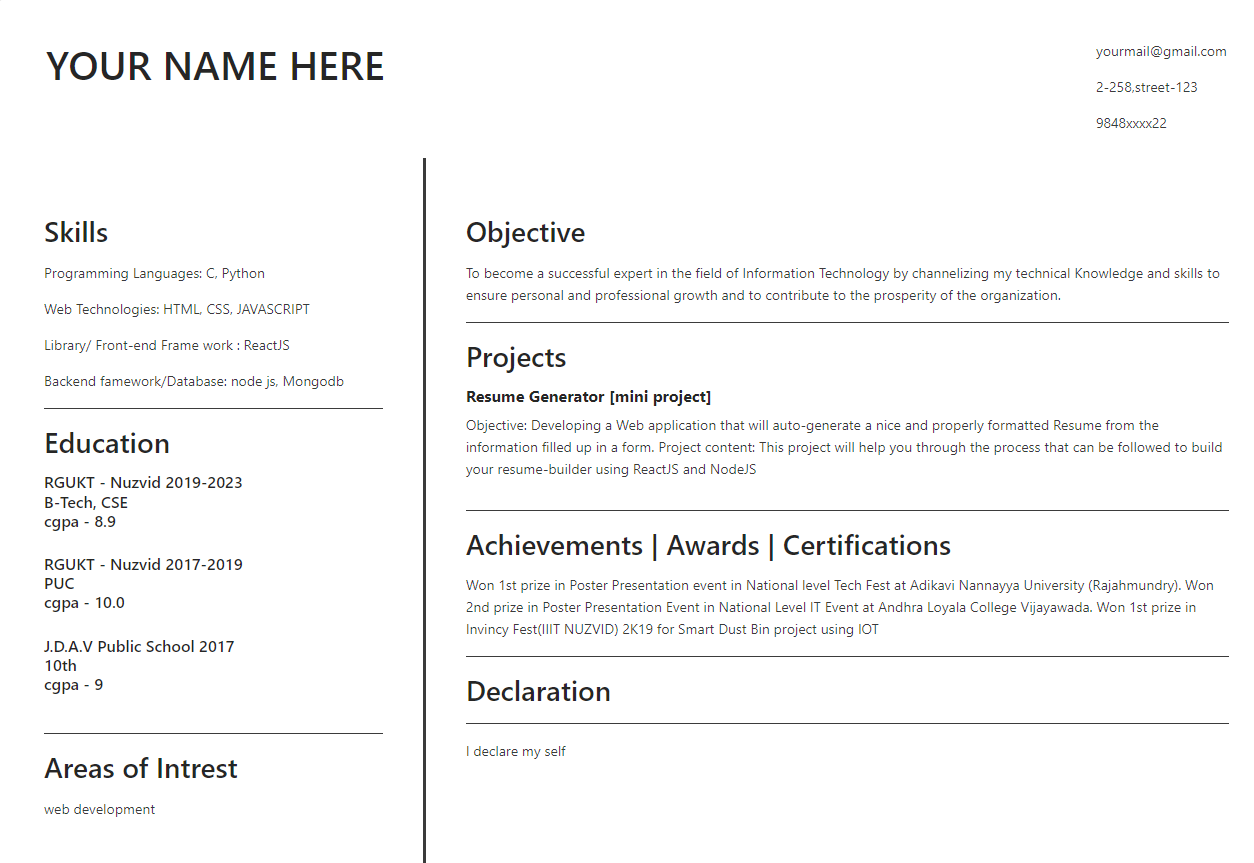 YOUR NAME HERE
yourmail@gmail.com
2-258,street-123
9848xxxx22
Skills
Programming Languages: C, Python
Web Technologies: HTML, CSS, JAVASCRIPT
Library/ Front-end Frame work : ReactJS
Backend famework/Database: node js, Mongodb
Education
RGUKT - Nuzvid 2019-2023
B-Tech, CSE
cgpa - 8.9
RGUKT - Nuzvid 2017-2019
PUC
cgpa - 10.0
J.D.A.V Public School 2017
10th
cgpa - 9
Areas of Intrest
web development
Objective
To become a successful expert in the field of Information Technology by channelizing my technical Knowledge and skills to
ensure personal and professional growth and to contribute to the prosperity of the organization.
Projects
Resume Generator [mini project]
Objective: Developing a Web application that will auto-generate a nice and properly formatted Resume from the
information filled up in a form. Project content: This project will help you through the process that can be followed to build
your resume-builder using ReactJS and NodeJS
Achievements | Awards | Certifications
Won 1st prize in Poster Presentation event in National level Tech Fest at Adikavi Nannayya University (Rajahmundry). Won
2nd prize in Poster Presentation Event in National Level IT Event at Andhra Loyala College Vijayawada. Won 1st prize in
Invincy Fest(IIIT NUZVID) 2K19 for Smart Dust Bin project using IOT
Declaration
I declare my self